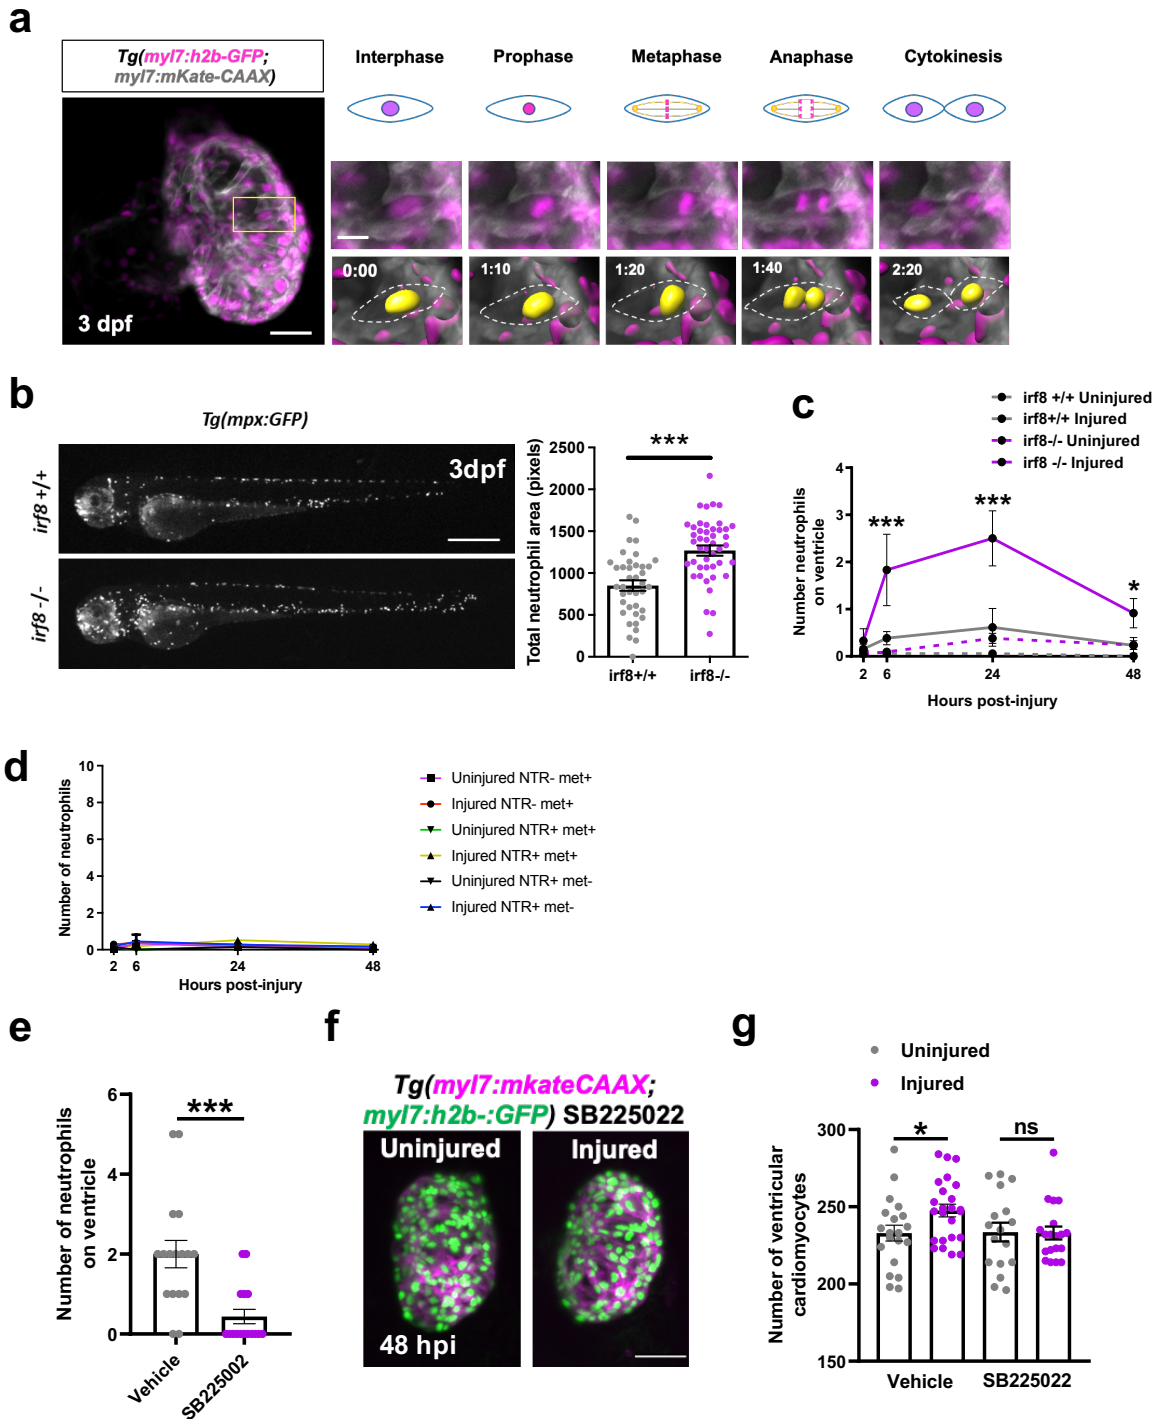 a
Tg(myl7:h2b-GFP;
myl7:mKate-CAAX)
Interphase
Prophase
Metaphase
Anaphase
Cytokinesis
3 dpf
0:00
1:10
1:20
1:40
2:20
b
Tg(mpx:GFP)
irf8 +/+
3dpf
irf8 -/-
Total neutrophil area (pixels)
2500
2000
1500
1000
500
0
***
irf8+/+
irf8-/-
c
irf8 +/+ Uninjured
irf8+/+ Injured
irf8-/- Uninjured
irf8 -/- Injured
Number neutrophils
on ventricle
4
3
2
1
0
***
***
*
2
6
24
48
Hours post-injury
d
Number of neutrophils
10
8
6
4
2
0
2
6
24
48
Hours post-injury
Uninjured NTR- met+
Injured NTR- met+
Uninjured NTR+ met+
Injured NTR+ met+
Uninjured NTR+ met-
Injured NTR+ met-
e
Number of neutrophils
on ventricle
6
4
2
0
***
Vehicle
SB225002
f
Tg(myl7:mkateCAAX;
myl7:h2b-:GFP) SB225022
Uninjured
Injured
48 hpi
g
Uninjured
Injured
Number of ventricular
cardiomyocytes
300
250
200
150
*
ns
Vehicle
SB225022